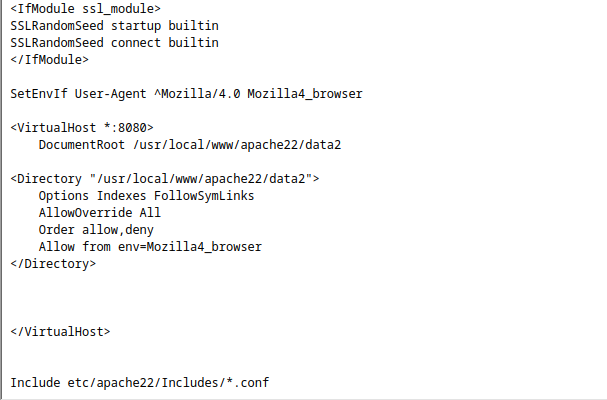 <IfModule ssl_module>
SSLRandomSeed startup builtin
SSLRandomSeed connect builtin
</IfModule>

SetEnvIf User-Agent ^Mozilla/4.0 Mozilla4_browser

<VirtualHost *:8080>
    DocumentRoot /usr/local/www/apache22/data2

<Directory "/usr/local/www/apache22/data2">
    Options Indexes FollowSymLinks
    AllowOverride All
    Order allow,deny
    Allow from env=Mozilla4_browser
</Directory>

</VirtualHost>

Include etc/apache22/Includes/*.conf